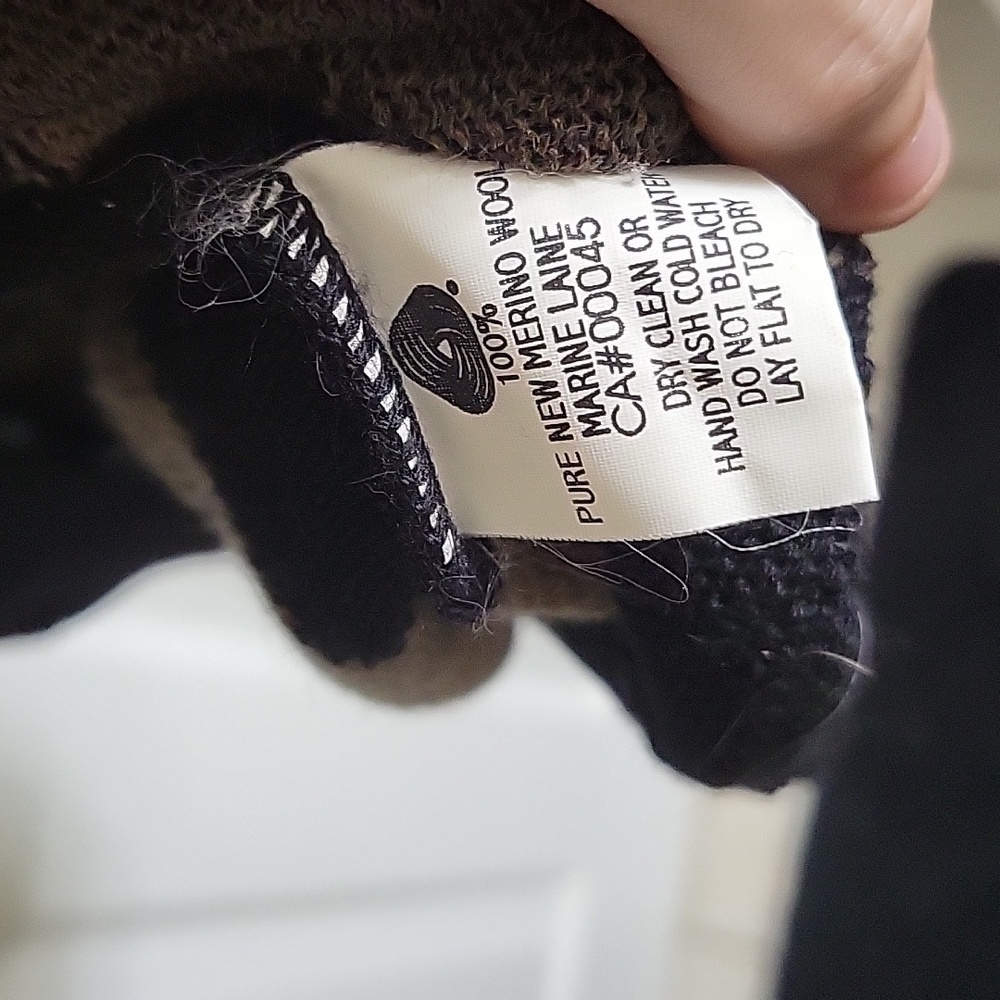 100%
PURE NEW MERINO WOOL
MARINE LAINE
CA#00045
DRY CLEAN OR
HAND WASH COLD WATER
DO NOT BLEACH
LAY FLAT TO DRY